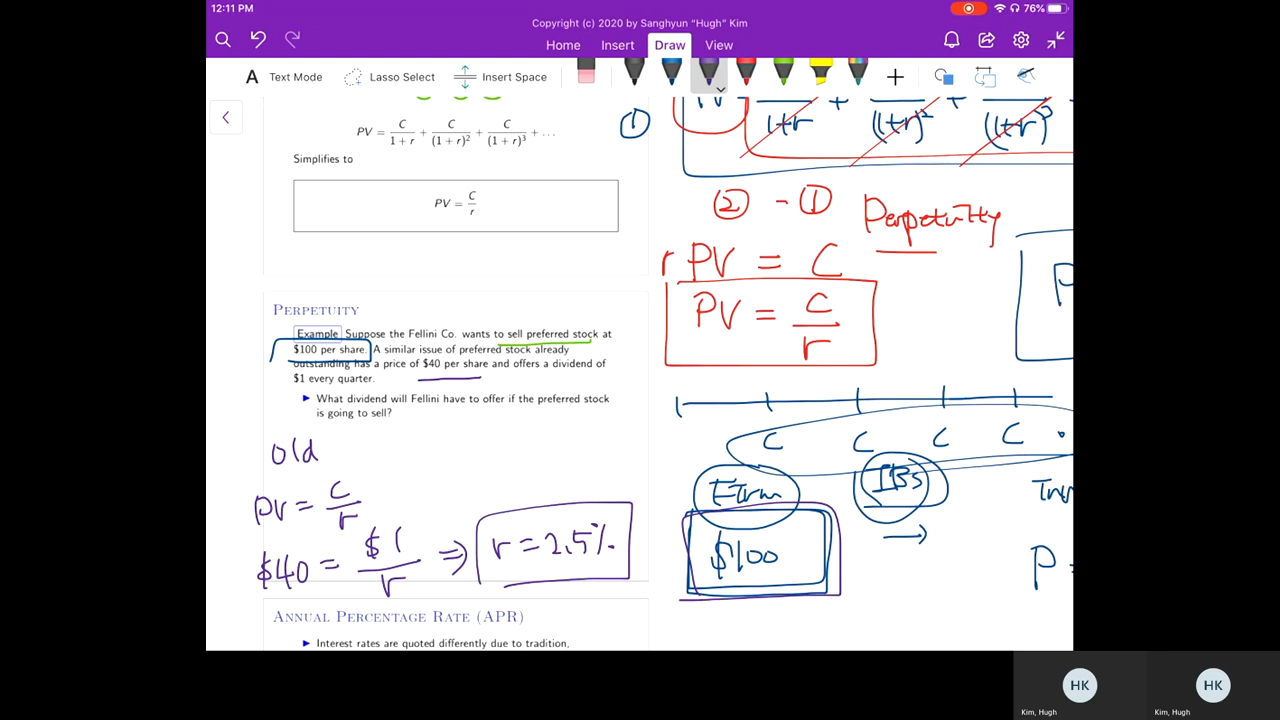 12:11 PM
76%
Copyright (c) 2020 by Sanghyun “Hugh” Kim
Home Insert Draw View
A Text Mode Lasso Select Insert Space
PV = C/(1 + r) + C/(1 + r)² + C/(1 + r)³ + ...
Simplifies to
PV = C/r
① 1+r + (1+r)² + (1+r)³
② - ① Perpetuity
r PV = C
PV = C/r
PERPETUITY
Example Suppose the Fellini Co. wants to sell preferred stock at
$100 per share. A similar issue of preferred stock already
outstanding has a price of $40 per share and offers a dividend of
$1 every quarter.
▶ What dividend will Fellini have to offer if the preferred stock
is going to sell?
C C C C
old
Firm IBs
PV = C/r
$40 = $1/r ⇒ r = 2.5%
$100 →
P =
ANNUAL PERCENTAGE RATE (APR)
▶ Interest rates are quoted differently due to tradition,
HK HK
Kim, Hugh Kim, Hugh